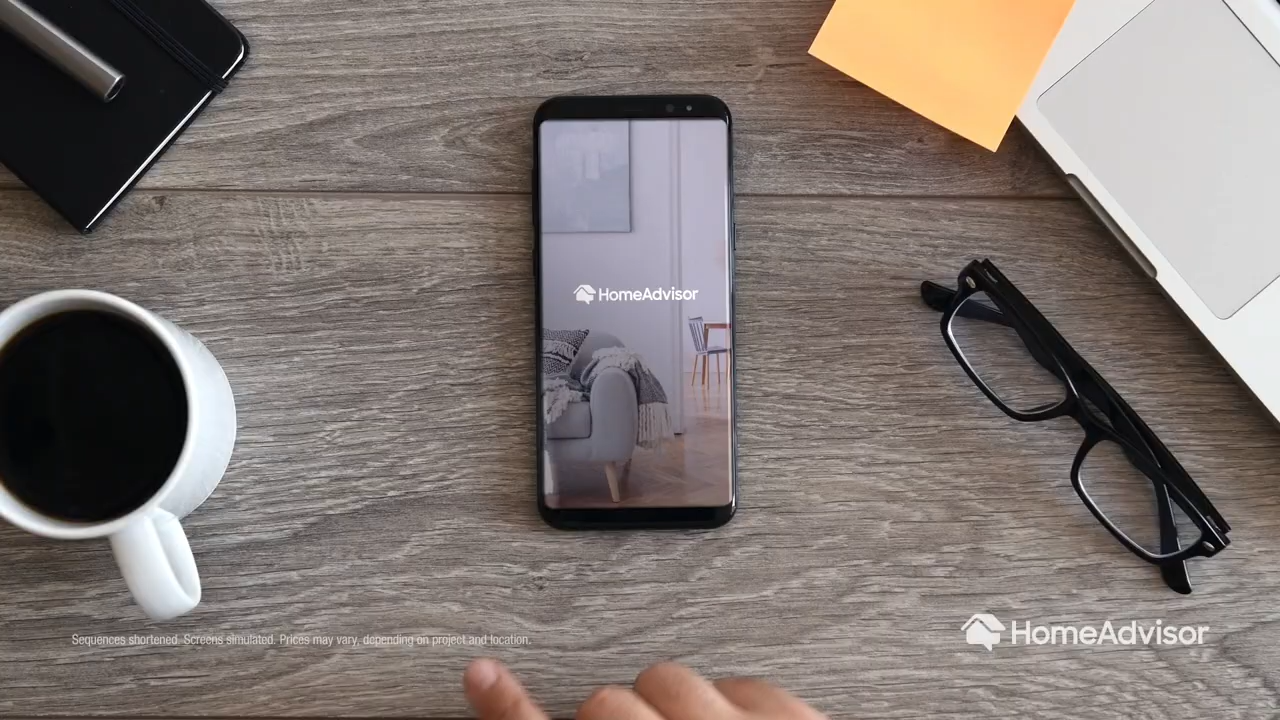 HomeAdvisor
Sequences shortened. Screens simulated. Prices may vary, depending on project and location.
HomeAdvisor